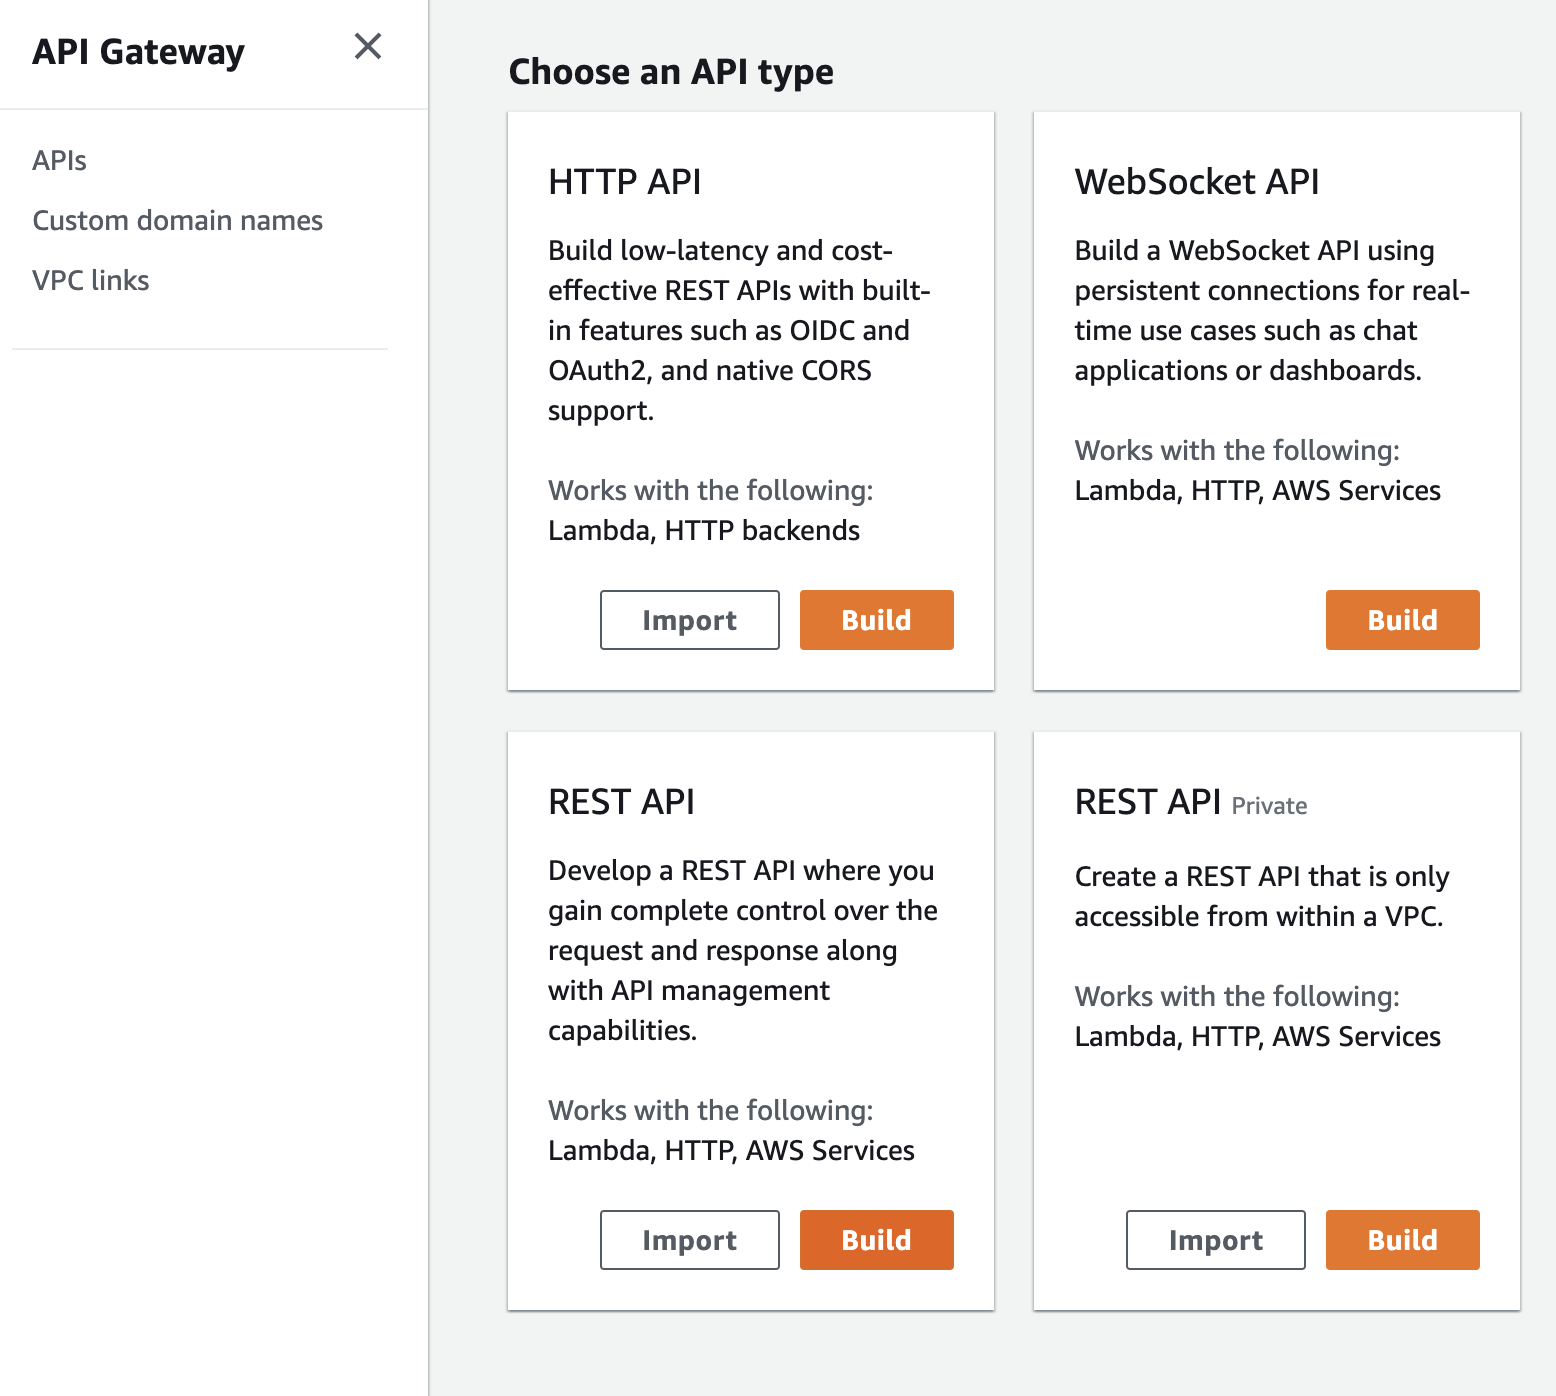 API Gateway
APIs
Custom domain names
VPC links
Choose an API type
HTTP API
Build low-latency and cost-
effective REST APIs with built-
in features such as OIDC and
OAuth2, and native CORS
support.
Works with the following:
Lambda, HTTP backends
Import
Build
WebSocket API
Build a WebSocket API using
persistent connections for real-
time use cases such as chat
applications or dashboards.
Works with the following:
Lambda, HTTP, AWS Services
Build
REST API
Develop a REST API where you
gain complete control over the
request and response along
with API management
capabilities.
Works with the following:
Lambda, HTTP, AWS Services
Import
Build
REST API Private
Create a REST API that is only
accessible from within a VPC.
Works with the following:
Lambda, HTTP, AWS Services
Import
Build